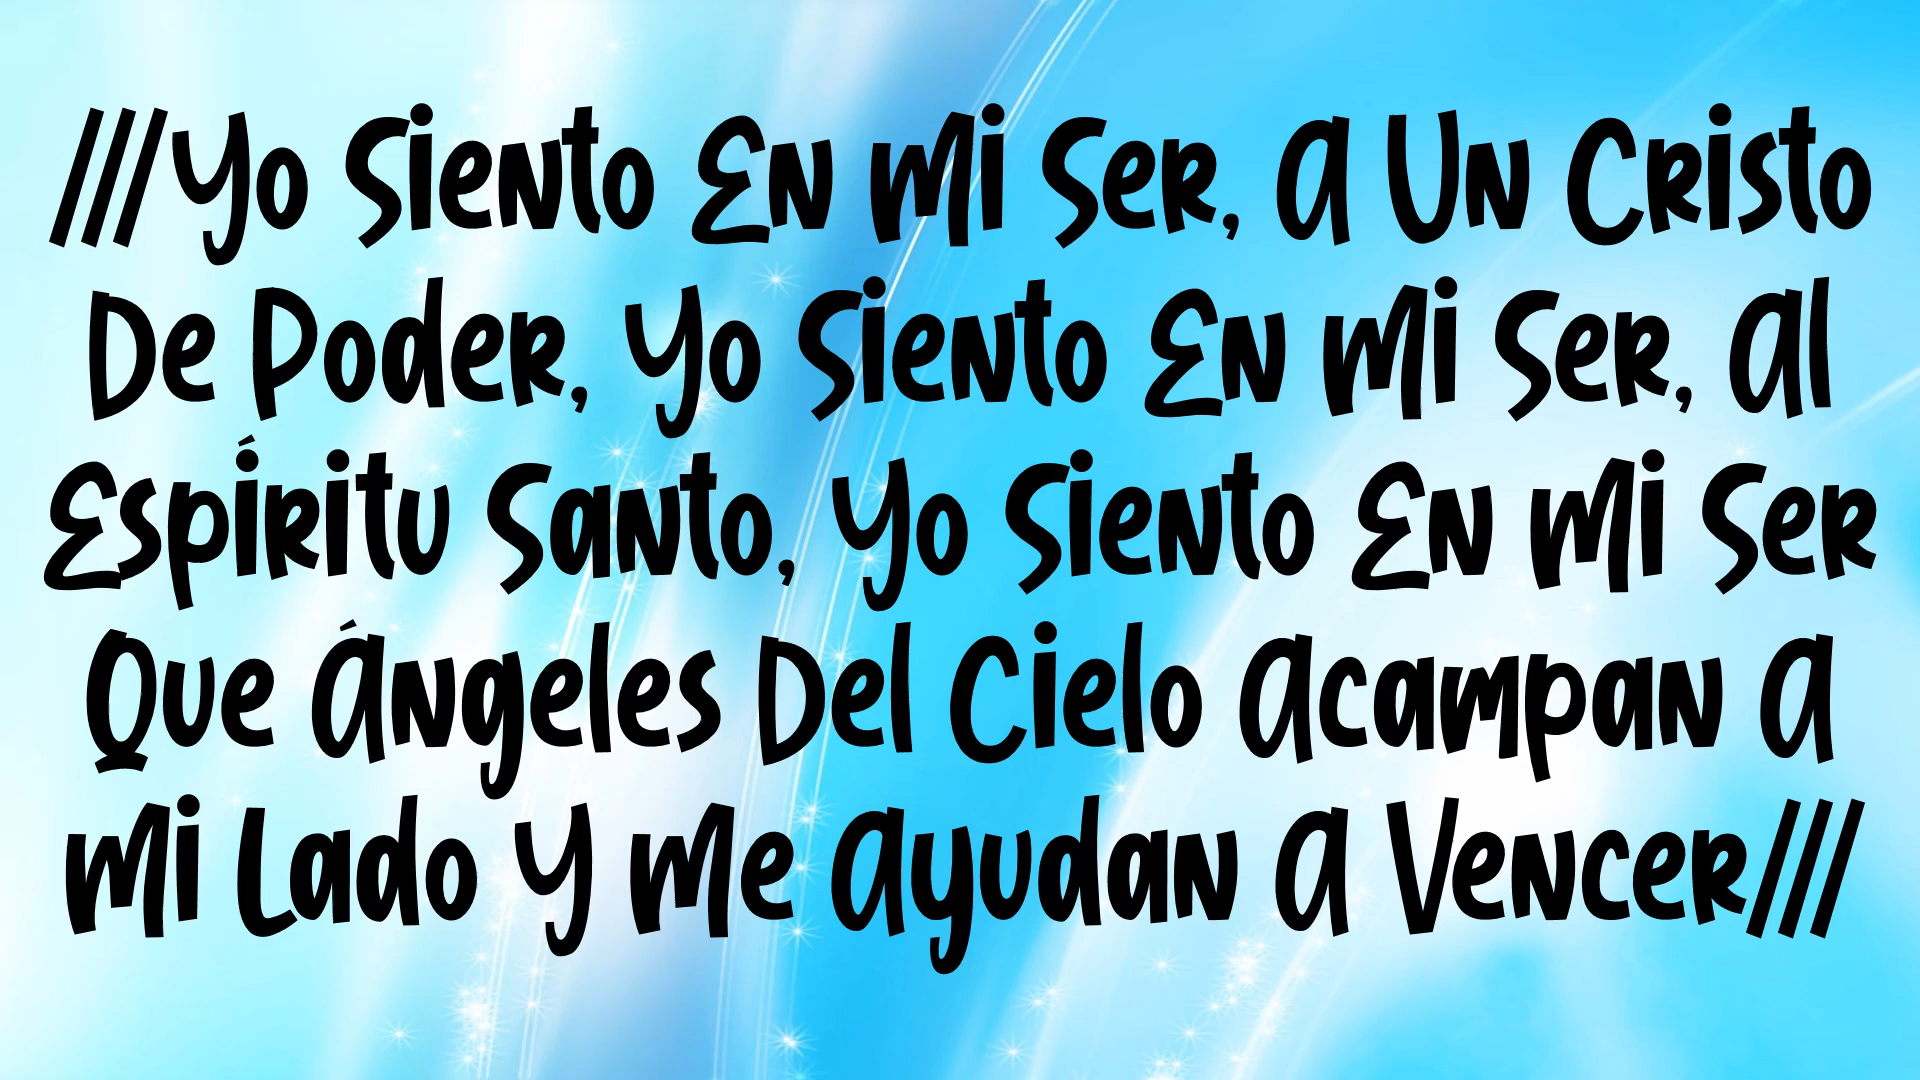 ///Yo Siento En Mi Ser, A Un Cristo
De Poder, Yo Siento En Mi Ser, Al
Espíritu Santo, Yo Siento En Mi Ser
Que Ángeles Del Cielo Acampan A
Mi Lado Y Me Ayudan A Vencer///